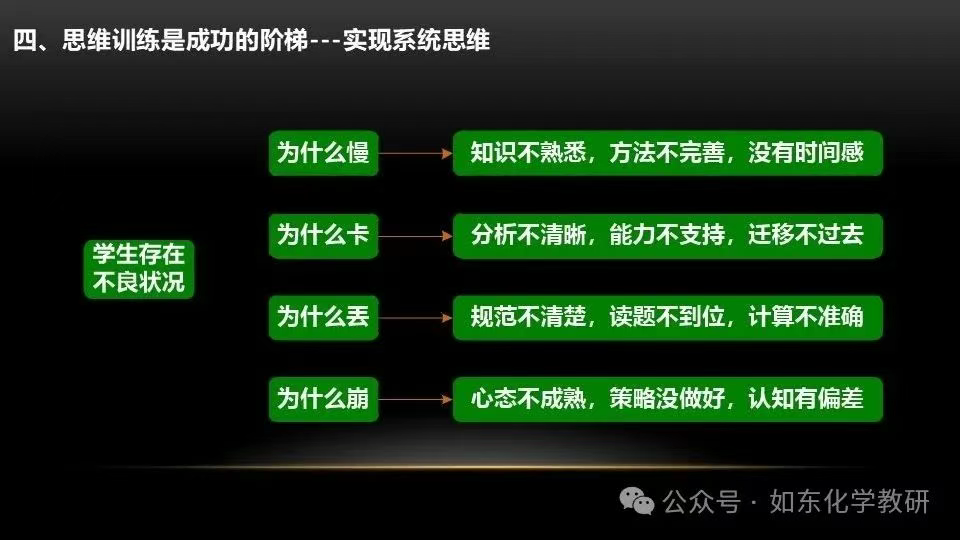 四、思维训练是成功的阶梯---实现系统思维
为什么慢
知识不熟悉，方法不完善，没有时间感
为什么卡
分析不清晰，能力不支持，迁移不过去
学生存在
不良状况
为什么丢
规范不清楚，读题不到位，计算不准确
为什么崩
心态不成熟，策略没做好，认知有偏差
公众号 · 如东化学教研